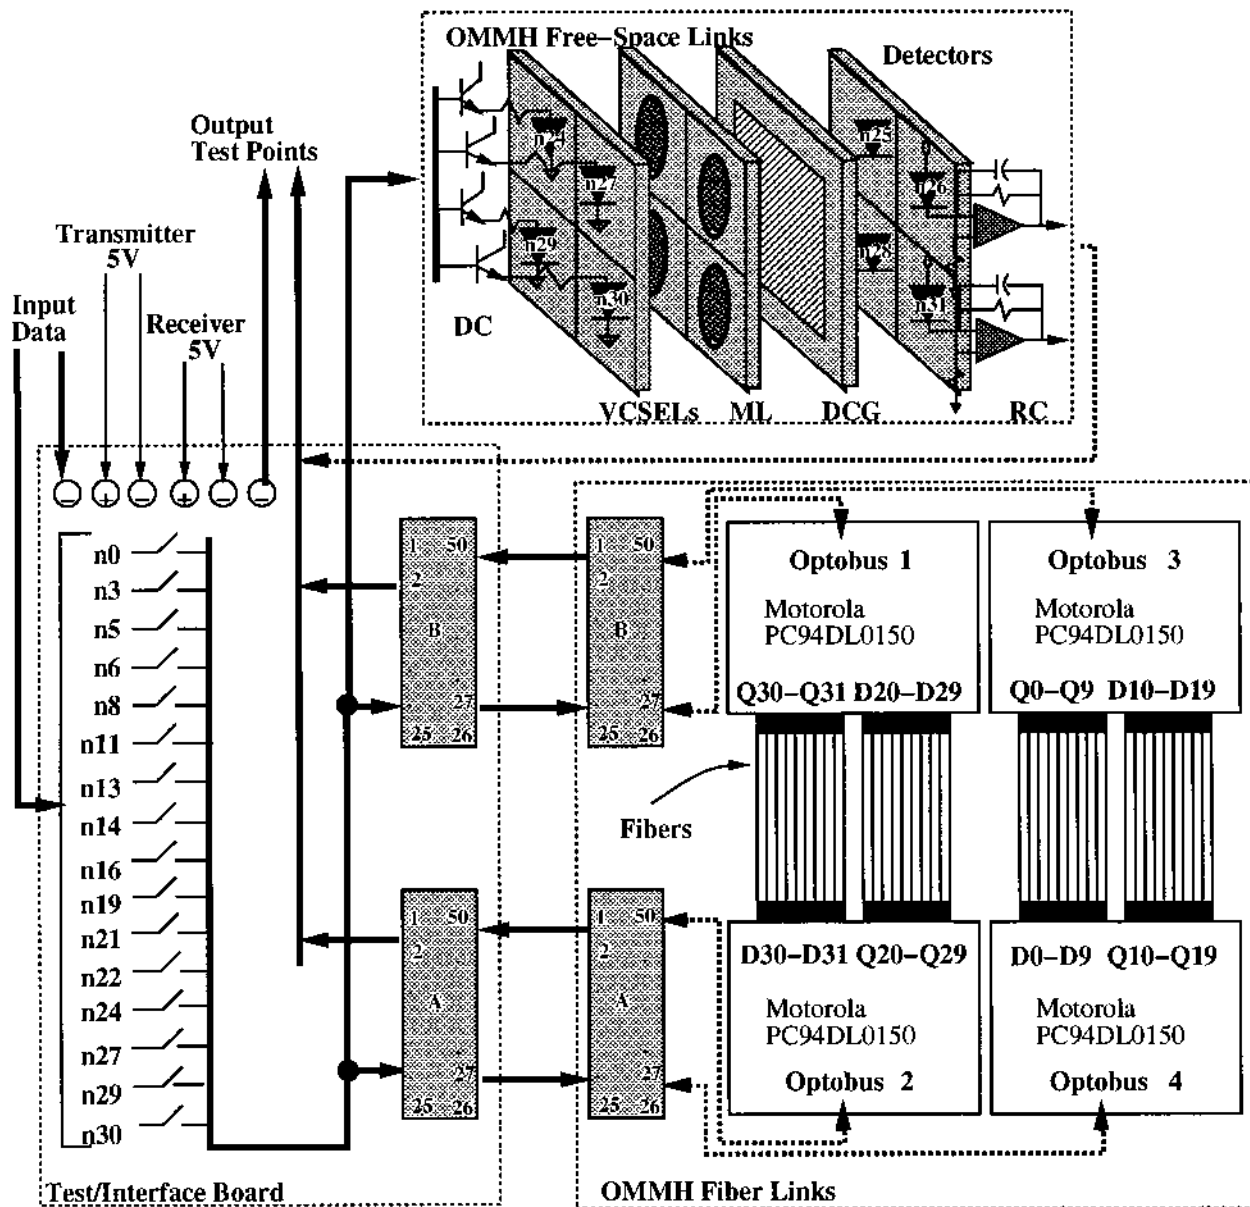 OMMH Free-Space Links
Detectors
n24
n27
n29
n30
n25
n26
n28
n31
DC
VCSELs
ML
DCG
RC
Output
Test Points
Transmitter
5V
Input
Data
Receiver
5V
− + − + − −
n0
n3
n5
n6
n8
n11
n13
n14
n16
n19
n21
n22
n24
n27
n29
n30
1 50
2
B
27
25 26
1 50
2
B
27
25 26
1 50
2
A
27
25 26
1 50
2
A
27
25 26
Optobus 1
Motorola
PC94DL0150
Q30-Q31 D20-D29
Optobus 3
Motorola
PC94DL0150
Q0-Q9 D10-D19
Fibers
D30-D31 Q20-Q29
Motorola
PC94DL0150
Optobus 2
D0-D9 Q10-Q19
Motorola
PC94DL0150
Optobus 4
Test/Interface Board
OMMH Fiber Links